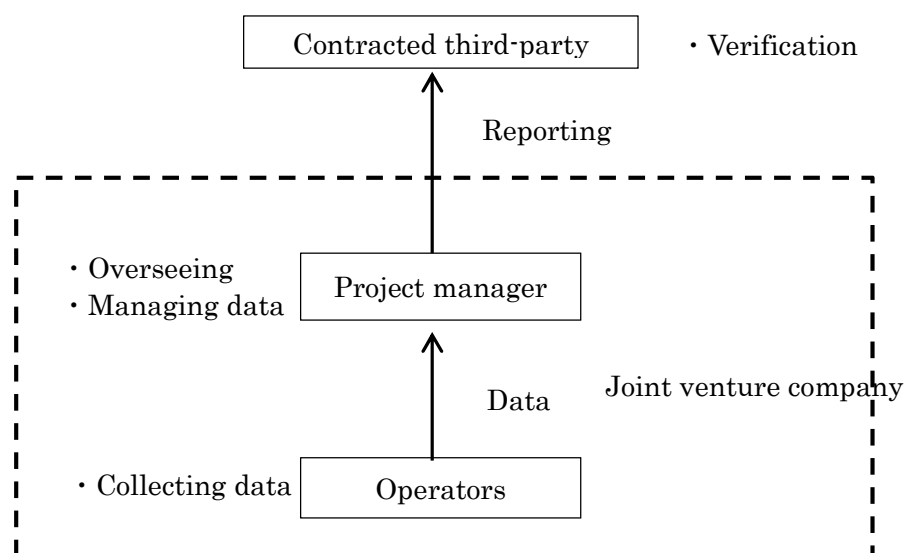 Contracted third-party
・Verification
Reporting
・Overseeing
・Managing data
Project manager
Data
Joint venture company
・Collecting data
Operators